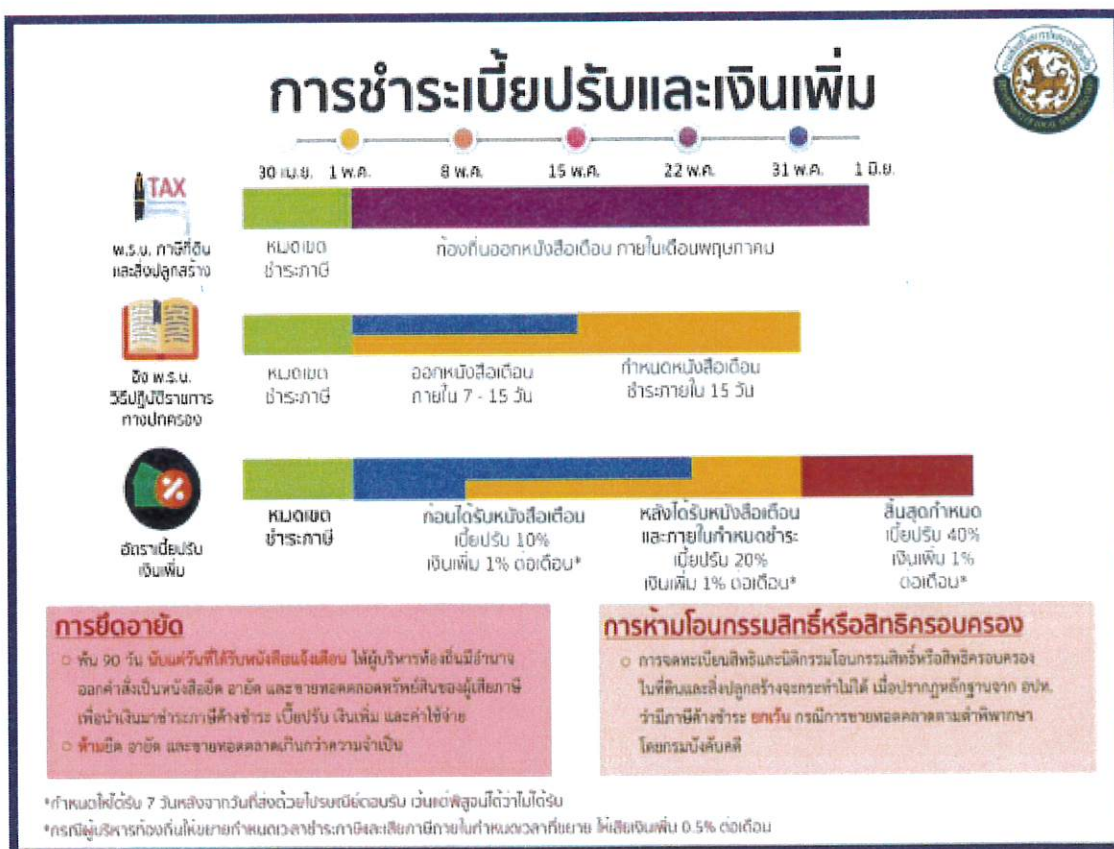 การชำระเบี้ยปรับและเงินเพิ่ม
30 เม.ย. 1 พ.ค. 8 พ.ค. 15 พ.ค. 22 พ.ค. 31 พ.ค. 1 มิ.ย.
TAX
พ.ร.บ. ภาษีที่ดิน
และสิ่งปลูกสร้าง
หมดเขต
ชำระภาษี
ท้องถิ่นออกหนังสือเตือน ภายในเดือนพฤษภาคม
อิง พ.ร.บ.
วิธีปฏิบัติราชการ
ทางปกครอง
หมดเขต
ชำระภาษี
ออกหนังสือเตือน
ภายใน 7 - 15 วัน
กำหนดหนังสือเตือน
ชำระภายใน 15 วัน
%
อัตราเบี้ยปรับ
เงินเพิ่ม
หมดเขต
ชำระภาษี
ก่อนได้รับหนังสือเตือน
เบี้ยปรับ 10%
เงินเพิ่ม 1% ต่อเดือน*
หลังได้รับหนังสือเตือน
และภายในกำหนดชำระ
เบี้ยปรับ 20%
เงินเพิ่ม 1% ต่อเดือน*
สิ้นสุดกำหนด
เบี้ยปรับ 40%
เงินเพิ่ม 1%
ต่อเดือน*
การยึดอายัด
พ้น 90 วัน นับแต่วันที่ได้รับหนังสือแจ้งเตือน ให้ผู้บริหารท้องถิ่นมีอำนาจ
ออกคำสั่งเป็นหนังสือยึด อายัด และขายทอดตลอดทรัพย์สินของผู้เสียภาษี
เพื่อนำเงินมาชำระภาษีค้างชำระ เบี้ยปรับ เงินเพิ่ม และค่าใช้จ่าย
ห้ามยึด อายัด และขายทอดตลาดเกินกว่าความจำเป็น
การห้ามโอนกรรมสิทธิ์หรือสิทธิครอบครอง
การจดทะเบียนสิทธิและนิติกรรมโอนกรรมสิทธิ์หรือสิทธิครอบครอง
ในที่ดินและสิ่งปลูกสร้างจะกระทำไม่ได้ เมื่อปรากฏหลักฐานจาก อปท.
ว่ามีภาษีค้างชำระ ยกเว้น กรณีการขายทอดตลาดตามคำพิพากษา
โดยกรมบังคับคดี
*กำหนดให้ได้รับ 7 วันหลังจากวันที่ส่งด้วยไปรษณีย์ตอบรับ เว้นแต่พิสูจน์ได้ว่าไม่ได้รับ
*กรณีผู้บริหารท้องถิ่นให้ขยายกำหนดเวลาชำระภาษีและเสียภาษีภายในกำหนดเวลาที่ขยาย ให้เสียเงินเพิ่ม 0.5% ต่อเดือน